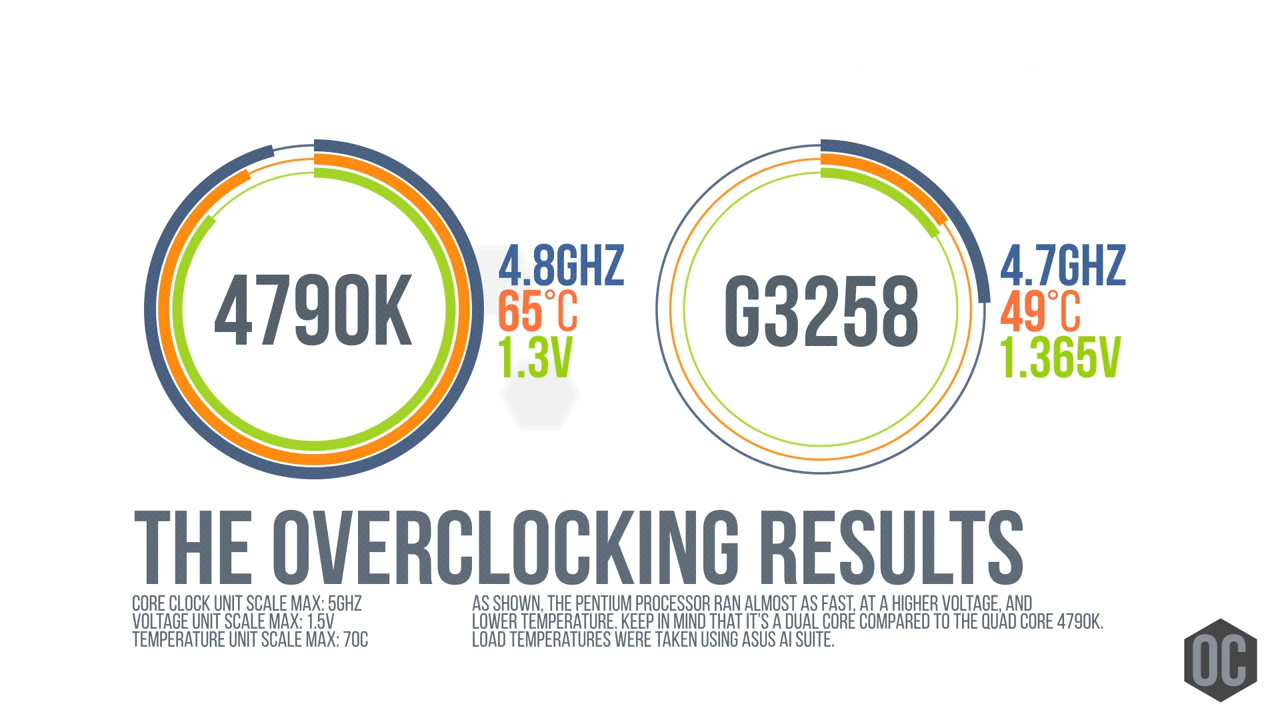 4790K
4.8GHZ
65°C
1.3V
G3258
4.7GHZ
49°C
1.365V
THE OVERCLOCKING RESULTS
CORE CLOCK UNIT SCALE MAX: 5GHZ
VOLTAGE UNIT SCALE MAX: 1.5V
TEMPERATURE UNIT SCALE MAX: 70C
AS SHOWN, THE PENTIUM PROCESSOR RAN ALMOST AS FAST, AT A HIGHER VOLTAGE, AND
LOWER TEMPERATURE. KEEP IN MIND THAT IT'S A DUAL CORE COMPARED TO THE QUAD CORE 4790K.
LOAD TEMPERATURES WERE TAKEN USING ASUS AI SUITE.
OC